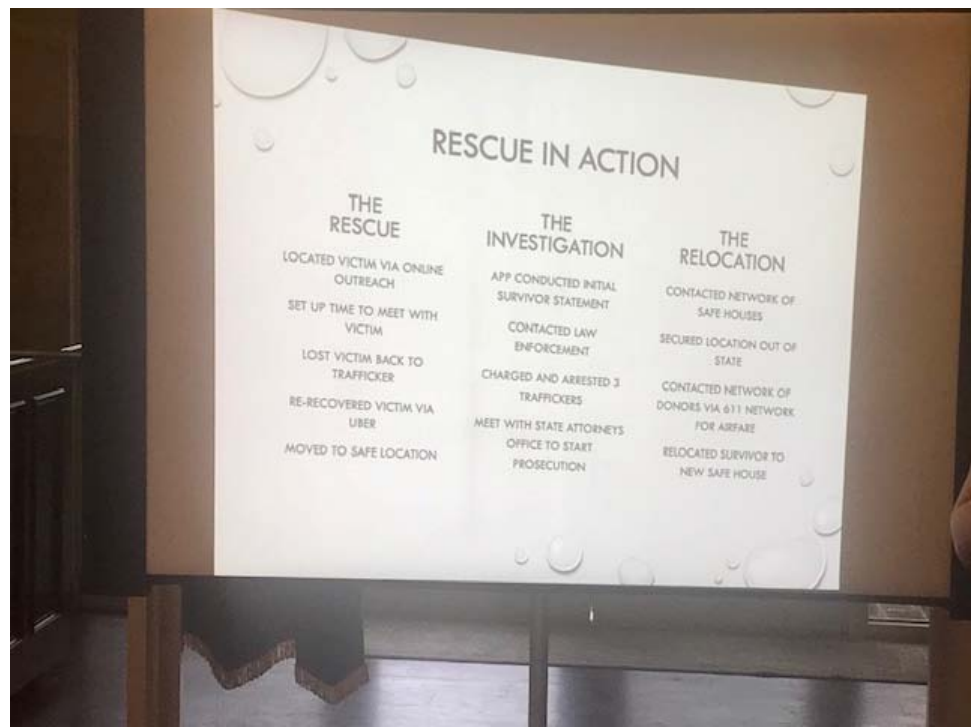 RESCUE IN ACTION
THE
RESCUE
LOCATED VICTIM VIA ONLINE
OUTREACH
SET UP TIME TO MEET WITH
VICTIM
LOST VICTIM BACK TO
TRAFFICKER
RE-RECOVERED VICTIM VIA
UBER
MOVED TO SAFE LOCATION
THE
INVESTIGATION
APP CONDUCTED INITIAL
SURVIVOR STATEMENT
CONTACTED LAW
ENFORCEMENT
CHARGED AND ARRESTED 3
TRAFFICKERS
MEET WITH STATE ATTORNEYS
OFFICE TO START
PROSECUTION
THE
RELOCATION
CONTACTED NETWORK OF
SAFE HOUSES
SECURED LOCATION OUT OF
STATE
CONTACTED NETWORK OF
DONORS VIA 611 NETWORK
FOR AIRFARE
RELOCATED SURVIVOR TO
NEW SAFE HOUSE